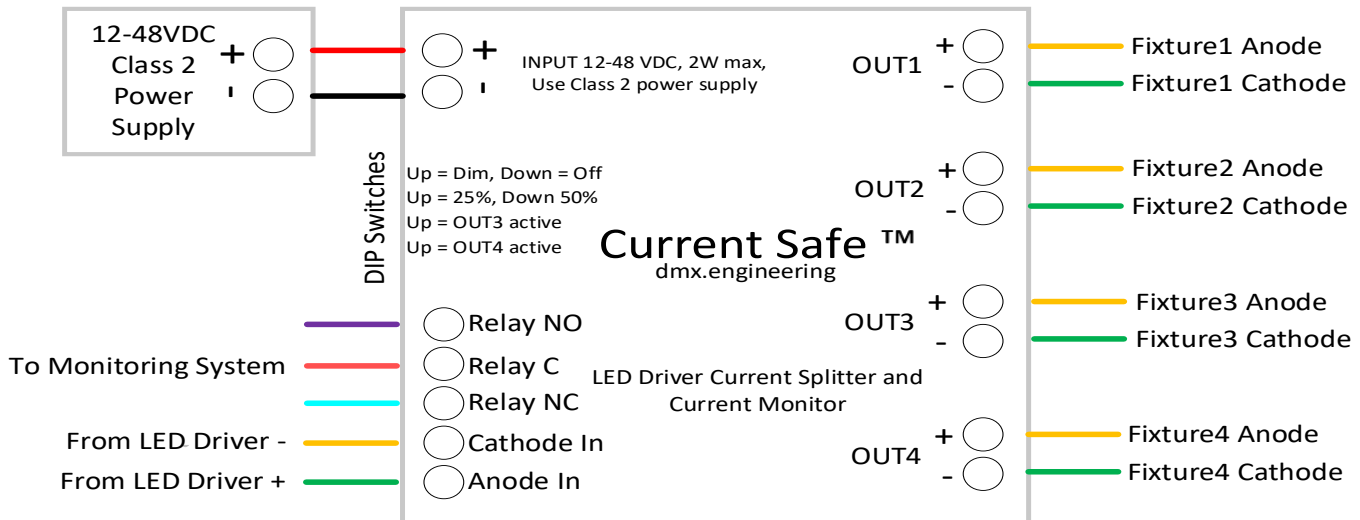 12-48VDC
Class 2
Power
Supply
+
-
+
-
INPUT 12-48 VDC, 2W max,
Use Class 2 power supply
DIP Switches
Up = Dim, Down = Off
Up = 25%, Down 50%
Up = OUT3 active
Up = OUT4 active
Current Safe ™
dmx.engineering
LED Driver Current Splitter and
Current Monitor
To Monitoring System
Relay NO
Relay C
Relay NC
From LED Driver -
Cathode In
From LED Driver +
Anode In
OUT1
+
-
Fixture1 Anode
Fixture1 Cathode
OUT2
+
-
Fixture2 Anode
Fixture2 Cathode
OUT3
+
-
Fixture3 Anode
Fixture3 Cathode
OUT4
+
-
Fixture4 Anode
Fixture4 Cathode